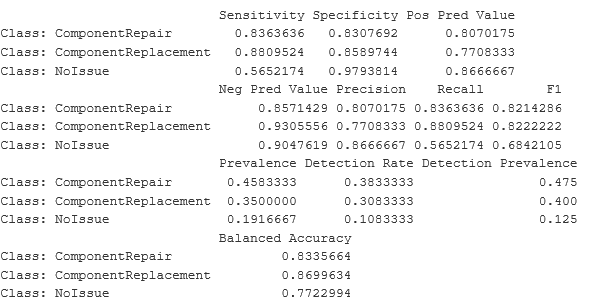 Sensitivity Specificity Pos Pred Value
Class: ComponentRepair 0.8363636 0.8307692 0.8070175
Class: ComponentReplacement 0.8809524 0.8589744 0.7708333
Class: NoIssue 0.5652174 0.9793814 0.8666667
Neg Pred Value Precision Recall F1
Class: ComponentRepair 0.8571429 0.8070175 0.8363636 0.8214286
Class: ComponentReplacement 0.9305556 0.7708333 0.8809524 0.8222222
Class: NoIssue 0.9047619 0.8666667 0.5652174 0.6842105
Prevalence Detection Rate Detection Prevalence
Class: ComponentRepair 0.4583333 0.3833333 0.475
Class: ComponentReplacement 0.3500000 0.3083333 0.400
Class: NoIssue 0.1916667 0.1083333 0.125
Balanced Accuracy
Class: ComponentRepair 0.8335664
Class: ComponentReplacement 0.8699634
Class: NoIssue 0.7722994